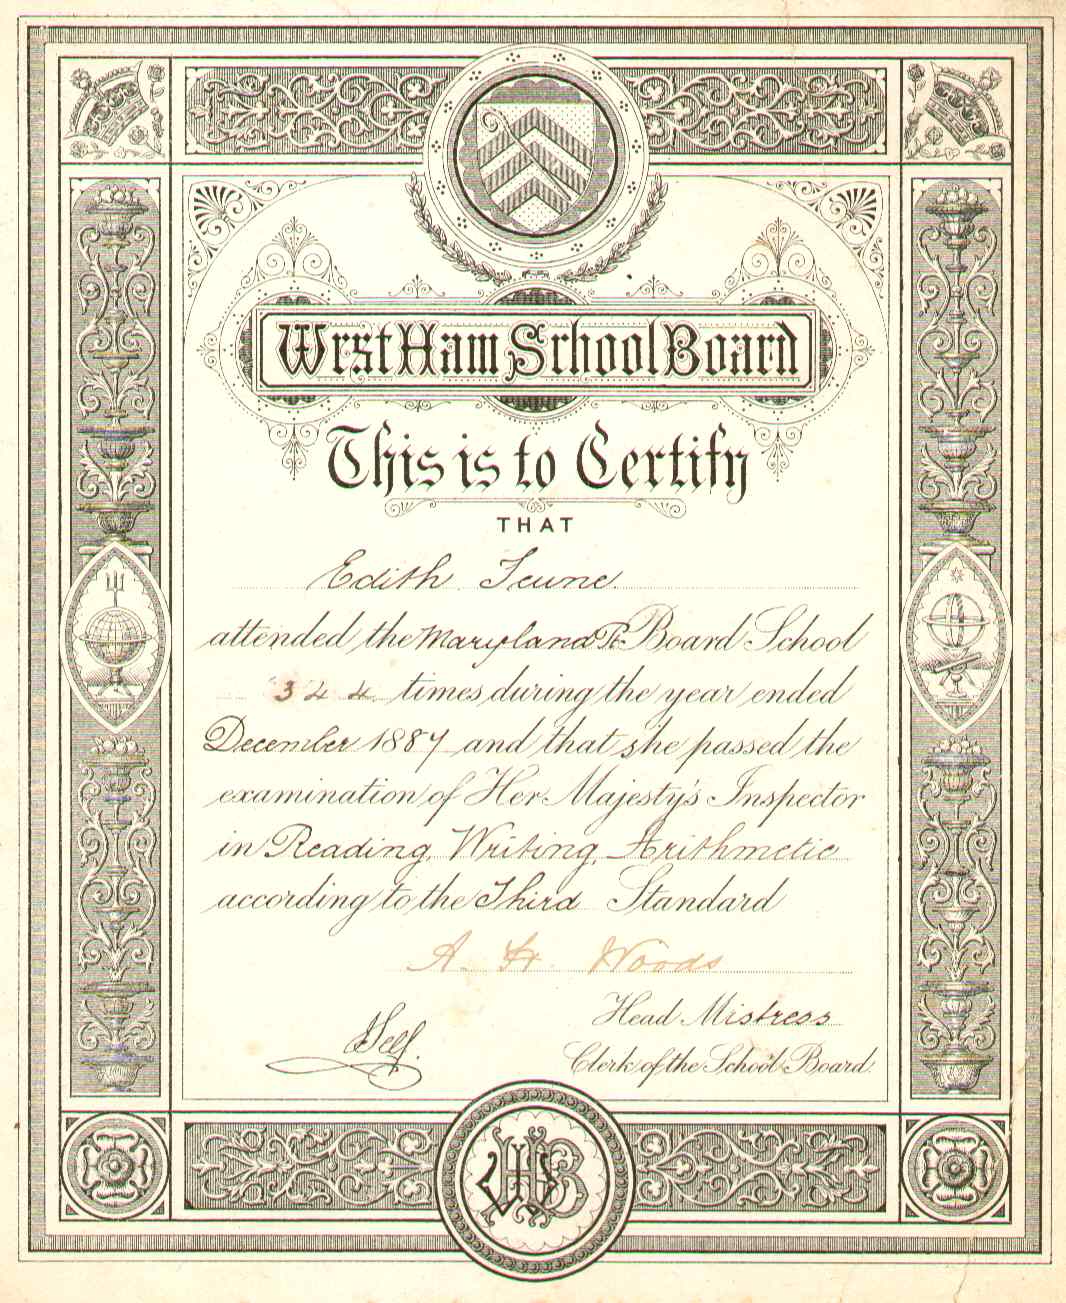 West Ham School Board
This is to Certify
THAT
Edith Jeune.
attended the Maryland Pt Board School
344 times during the year ended
December 1887 and that she passed the
examination of Her Majesty's Inspector
in Reading, Writing, Arithmetic
according to the Third Standard
A. Woods
Head Mistress
Self.
Clerk of the School Board